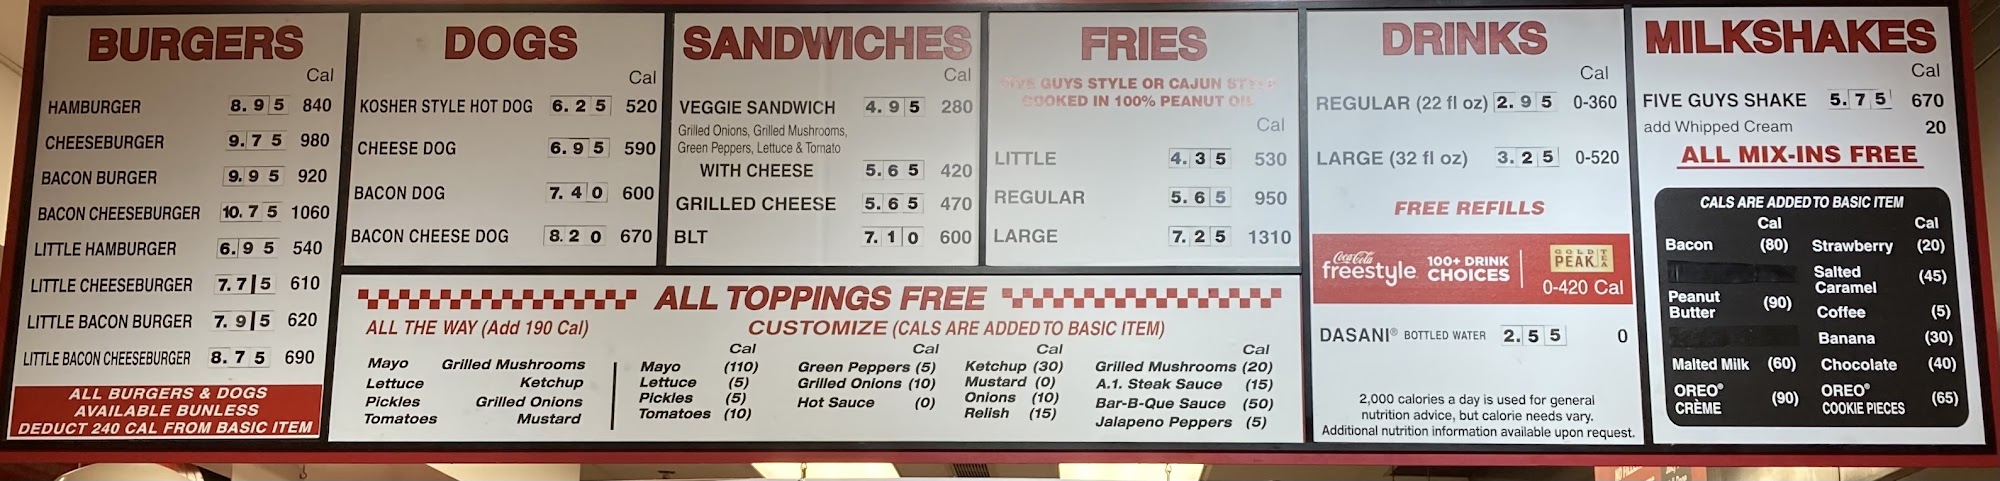 BURGERS
Cal
HAMBURGER 8.95 840
CHEESEBURGER 9.75 980
BACON BURGER 9.95 920
BACON CHEESEBURGER 10.75 1060
LITTLE HAMBURGER 6.95 540
LITTLE CHEESEBURGER 7.75 610
LITTLE BACON BURGER 7.95 620
LITTLE BACON CHEESEBURGER 8.75 690
ALL BURGERS & DOGS
AVAILABLE BUNLESS
DEDUCT 240 CAL FROM BASIC ITEM
DOGS
Cal
KOSHER STYLE HOT DOG 6.25 520
CHEESE DOG 6.95 590
BACON DOG 7.40 600
BACON CHEESE DOG 8.20 670
SANDWICHES
Cal
VEGGIE SANDWICH 4.95 280
Grilled Onions, Grilled Mushrooms,
Green Peppers, Lettuce & Tomato
WITH CHEESE 5.65 420
GRILLED CHEESE 5.65 470
BLT 7.10 600
FRIES
FIVE GUYS STYLE OR CAJUN STYLE
COOKED IN 100% PEANUT OIL
Cal
LITTLE 4.35 530
REGULAR 5.65 950
LARGE 7.25 1310
ALL TOPPINGS FREE
ALL THE WAY (Add 190 Cal)
Mayo Grilled Mushrooms
Lettuce Ketchup
Pickles Grilled Onions
Tomatoes Mustard
CUSTOMIZE (CALS ARE ADDED TO BASIC ITEM)
Cal Cal Cal Cal
Mayo (110) Green Peppers (5) Ketchup (30) Grilled Mushrooms (20)
Lettuce (5) Grilled Onions (10) Mustard (0) A.1. Steak Sauce (15)
Pickles (5) Hot Sauce (0) Onions (10) Bar-B-Que Sauce (50)
Tomatoes (10) Relish (15) Jalapeno Peppers (5)
DRINKS
Cal
REGULAR (22 fl oz) 2.95 0-360
LARGE (32 fl oz) 3.25 0-520
FREE REFILLS
Coca-Cola freestyle 100+ DRINK CHOICES GOLD PEAK TEA
0-420 Cal
DASANI® BOTTLED WATER 2.55 0
2,000 calories a day is used for general
nutrition advice, but calorie needs vary.
Additional nutrition information available upon request.
MILKSHAKES
Cal
FIVE GUYS SHAKE 5.75 670
add Whipped Cream 20
ALL MIX-INS FREE
CALS ARE ADDED TO BASIC ITEM
Cal Cal
Bacon (80) Strawberry (20)
Salted Caramel (45)
Peanut Butter (90) Coffee (5)
Banana (30)
Malted Milk (60) Chocolate (40)
OREO® CRÈME (90) OREO® COOKIE PIECES (65)